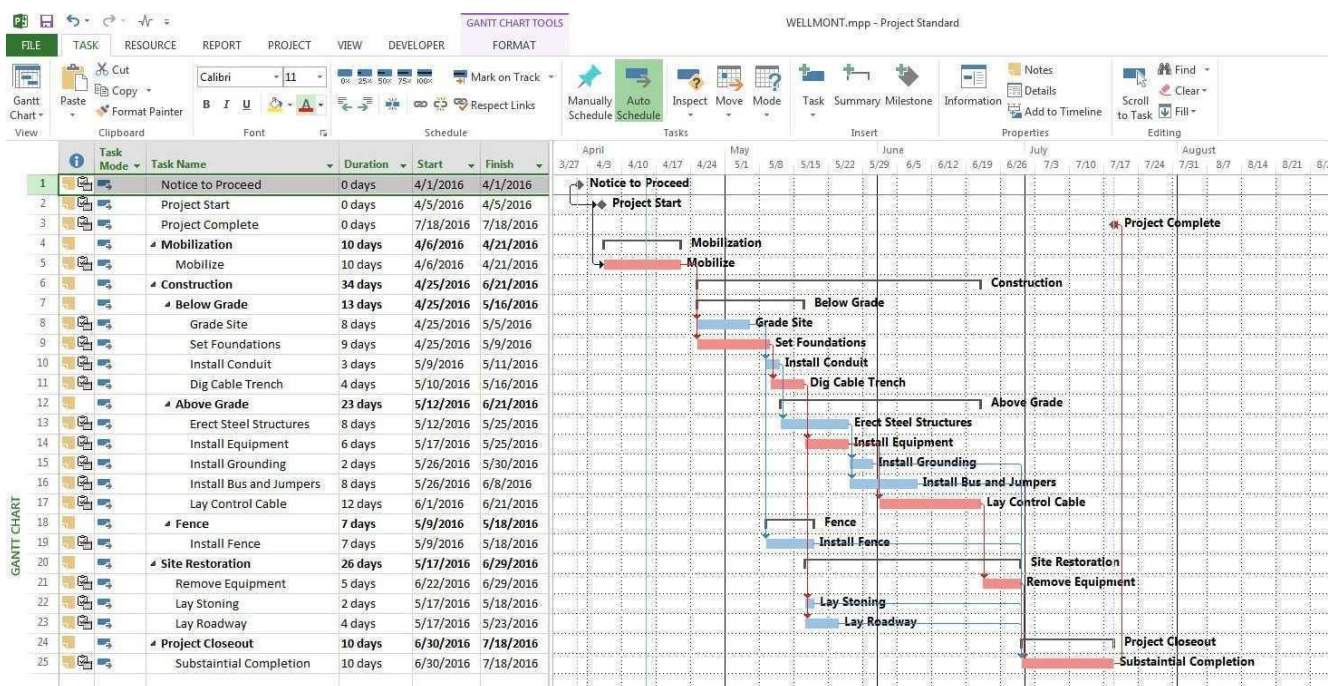 GANTT CHART TOOLS
WELLMONT.mpp - Project Standard
FILE TASK RESOURCE REPORT PROJECT VIEW DEVELOPER FORMAT
Gantt Chart
View
Paste
Cut
Copy
Format Painter
Clipboard
Calibri 11
B I U A
Font
0% 25% 50% 75% 100%
Mark on Track
Respect Links
Schedule
Manually Schedule
Auto Schedule
Inspect Move Mode
Tasks
Task Summary Milestone
Insert
Information
Notes
Details
Add to Timeline
Properties
Scroll to Task
Find
Clear
Fill
Editing
Task Mode Task Name Duration Start Finish
April May June July August
3/27 4/3 4/10 4/17 4/24 5/1 5/8 5/15 5/22 5/29 6/5 6/12 6/19 6/26 7/3 7/10 7/17 7/24 7/31 8/7 8/14 8/21
1 Notice to Proceed 0 days 4/1/2016 4/1/2016 Notice to Proceed
2 Project Start 0 days 4/5/2016 4/5/2016 Project Start
3 Project Complete 0 days 7/18/2016 7/18/2016 Project Complete
4 Mobilization 10 days 4/6/2016 4/21/2016 Mobilization
5 Mobilize 10 days 4/6/2016 4/21/2016 Mobilize
6 Construction 34 days 4/25/2016 6/21/2016 Construction
7 Below Grade 13 days 4/25/2016 5/16/2016 Below Grade
8 Grade Site 8 days 4/25/2016 5/5/2016 Grade Site
9 Set Foundations 9 days 4/25/2016 5/9/2016 Set Foundations
10 Install Conduit 3 days 5/9/2016 5/11/2016 Install Conduit
11 Dig Cable Trench 4 days 5/10/2016 5/16/2016 Dig Cable Trench
12 Above Grade 23 days 5/12/2016 6/21/2016 Above Grade
13 Erect Steel Structures 8 days 5/12/2016 5/25/2016 Erect Steel Structures
14 Install Equipment 6 days 5/17/2016 5/25/2016 Install Equipment
15 Install Grounding 2 days 5/26/2016 5/30/2016 Install Grounding
16 Install Bus and Jumpers 8 days 5/26/2016 6/8/2016 Install Bus and Jumpers
17 Lay Control Cable 12 days 6/1/2016 6/21/2016 Lay Control Cable
18 Fence 7 days 5/9/2016 5/18/2016 Fence
19 Install Fence 7 days 5/9/2016 5/18/2016 Install Fence
20 Site Restoration 26 days 5/17/2016 6/29/2016 Site Restoration
21 Remove Equipment 5 days 6/22/2016 6/29/2016 Remove Equipment
22 Lay Stoning 2 days 5/17/2016 5/18/2016 Lay Stoning
23 Lay Roadway 4 days 5/17/2016 5/23/2016 Lay Roadway
24 Project Closeout 10 days 6/30/2016 7/18/2016 Project Closeout
25 Substaintial Completion 10 days 6/30/2016 7/18/2016 Substaintial Completion
GANTT CHART